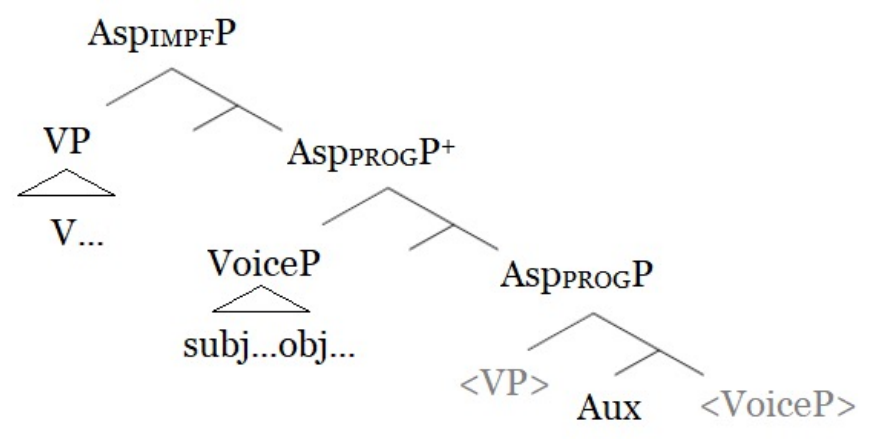 AspIMPFP
VP
AspPROGP+
V...
VoiceP
AspPROGP
subj...obj...
<VP>
Aux
<VoiceP>